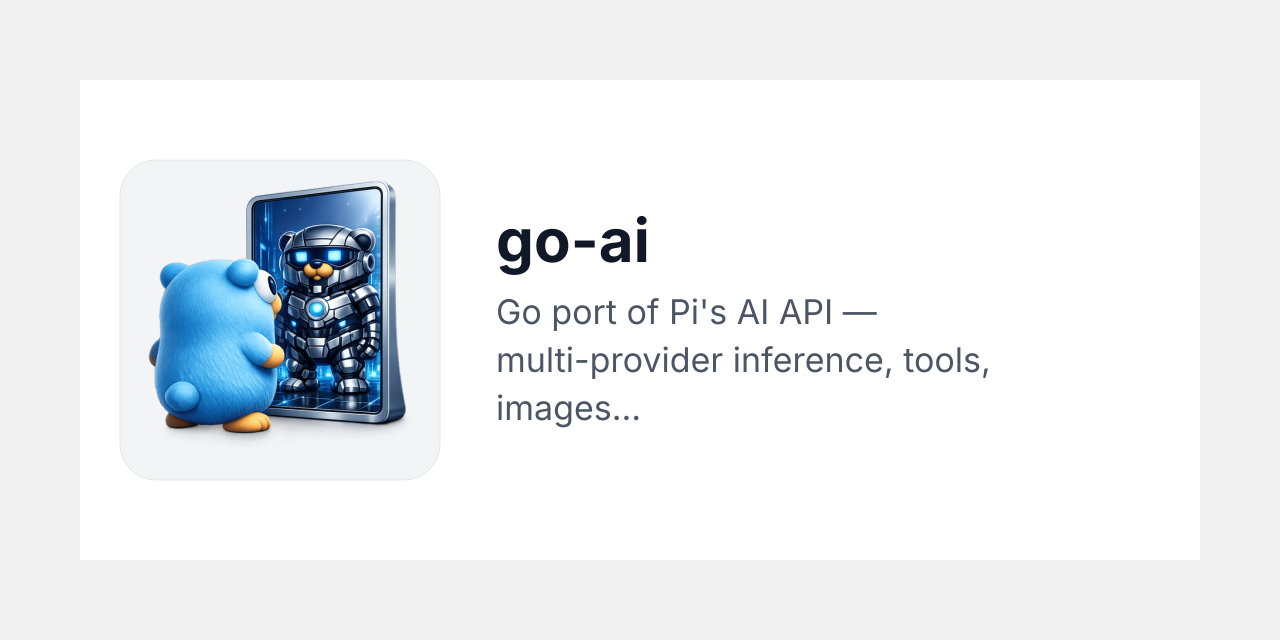 go-ai
Go port of Pi's AI API —
multi-provider inference, tools,
images...